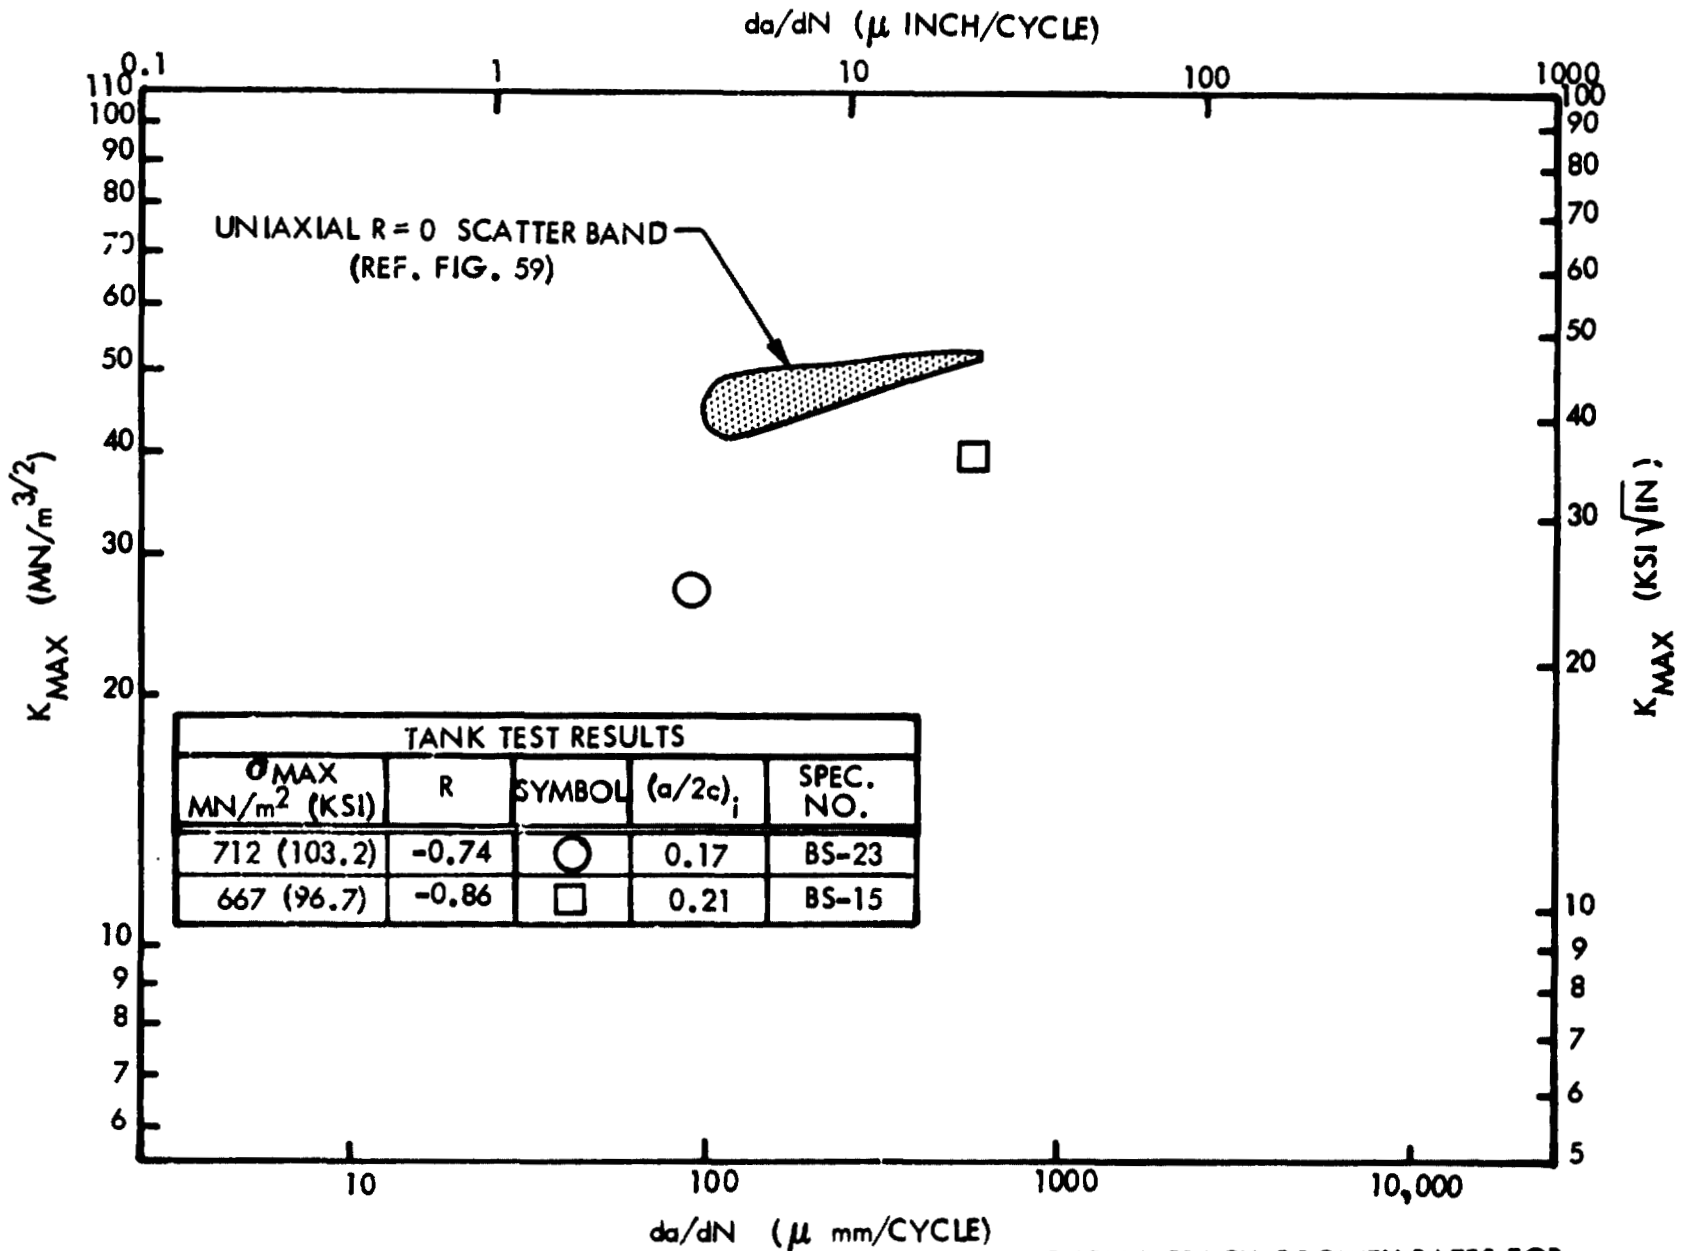 da/dN (μ INCH/CYCLE)
0.1 1 10 100 1000
110
100
90
80
70
60
50
40
30
20
10
9
8
7
6
K MAX (MN/m^3/2)
UNIAXIAL R = 0 SCATTER BAND
(REF. FIG. 59)
100
90
80
70
60
50
40
30
20
10
9
8
7
6
5
K MAX (KSI √IN)
TANK TEST RESULTS
σ MAX MN/m² (KSI) R SYMBOL (a/2c)i SPEC. NO.
712 (103.2) -0.74 ○ 0.17 BS-23
667 (96.7) -0.86 □ 0.21 BS-15
10 100 1000 10,000
da/dN (μ mm/CYCLE)